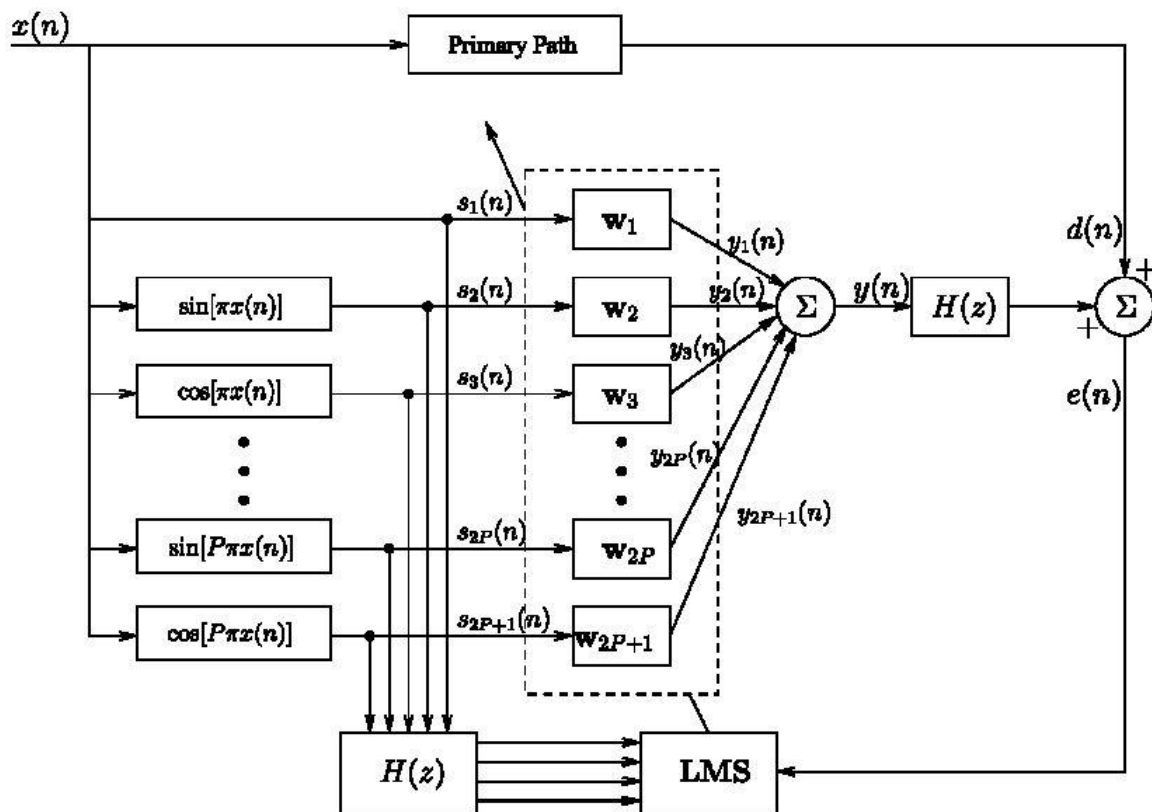 x(n)
Primary Path
s₁(n)
w₁
y₁(n)
d(n)
+
sin[πx(n)]
s₂(n)
w₂
y₂(n)
Σ
y(n)
H(z)
+
Σ
cos[πx(n)]
s₃(n)
w₃
y₃(n)
e(n)
y₂P(n)
y₂P₊₁(n)
sin[Pπx(n)]
s₂P(n)
w₂P
cos[Pπx(n)]
s₂P₊₁(n)
w₂P₊₁
H(z)
LMS